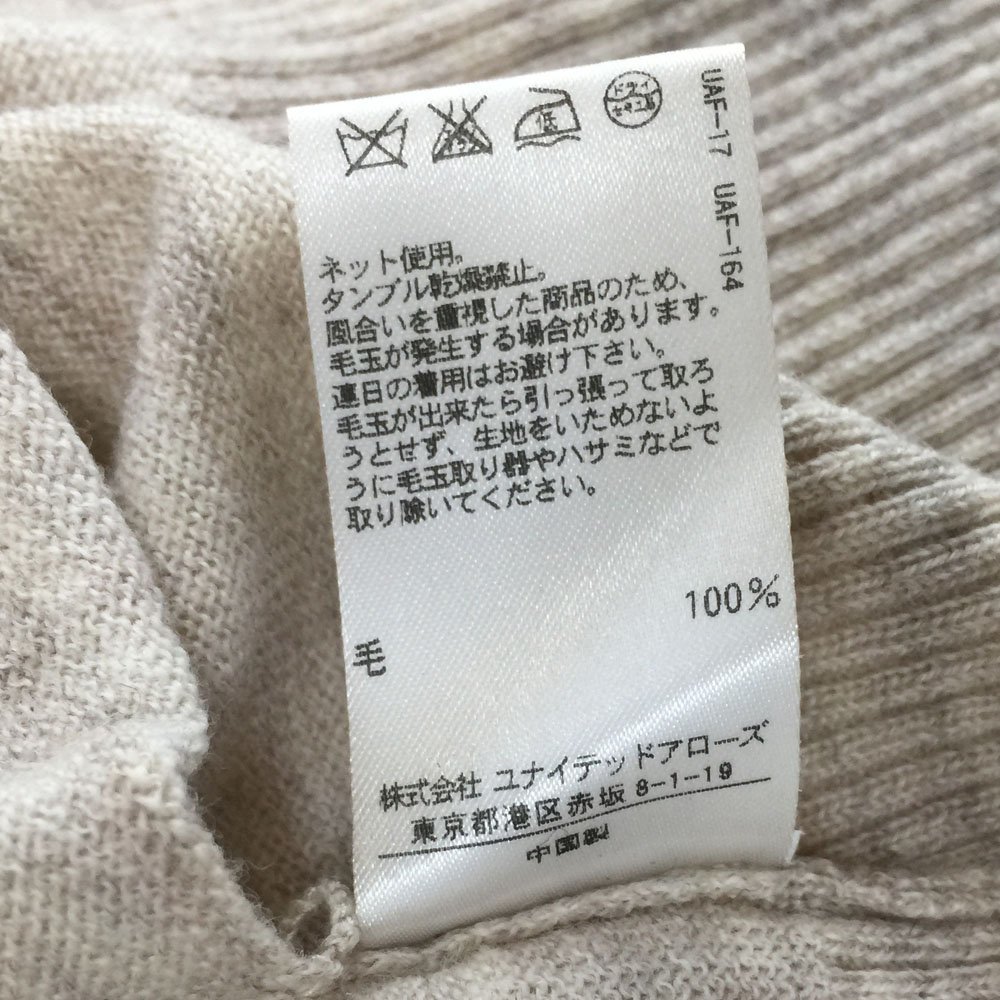 低
ドライ
セキユ系
UAF-17 UAF-164
ネット使用。
タンブル乾燥禁止。
風合いを重視した商品のため、
毛玉が発生する場合があります。
連日の着用はお避け下さい。
毛玉が出来たら引っ張って取ろ
うとせず、生地をいためないよ
うに毛玉取り器やハサミなどで
取り除いてください。
毛 100%
株式会社 ユナイテッドアローズ
東京都港区赤坂8-1-19
中国製